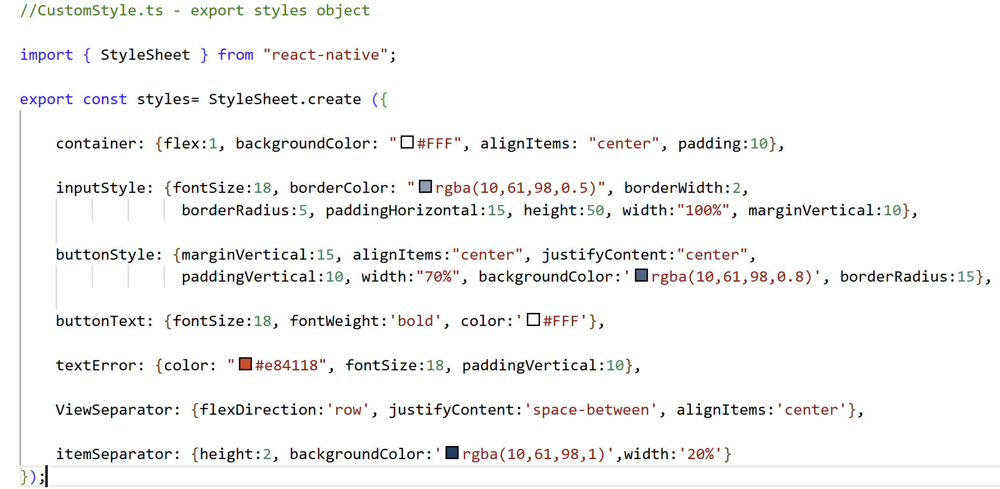 //CustomStyle.ts - export styles object
import { StyleSheet } from "react-native";
export const styles= StyleSheet.create ({
container: {flex:1, backgroundColor: "#FFF", alignItems: "center", padding:10},
inputStyle: {fontSize:18, borderColor: "rgba(10,61,98,0.5)", borderWidth:2,
borderRadius:5, paddingHorizontal:15, height:50, width:"100%", marginVertical:10},
buttonStyle: {marginVertical:15, alignItems:"center", justifyContent:"center",
paddingVertical:10, width:"70%", backgroundColor:'rgba(10,61,98,0.8)', borderRadius:15},
buttonText: {fontSize:18, fontWeight:'bold', color:'#FFF'},
textError: {color: "#e84118", fontSize:18, paddingVertical:10},
ViewSeparator: {flexDirection:'row', justifyContent:'space-between', alignItems:'center'},
itemSeparator: {height:2, backgroundColor:'rgba(10,61,98,1)',width:'20%'}
});